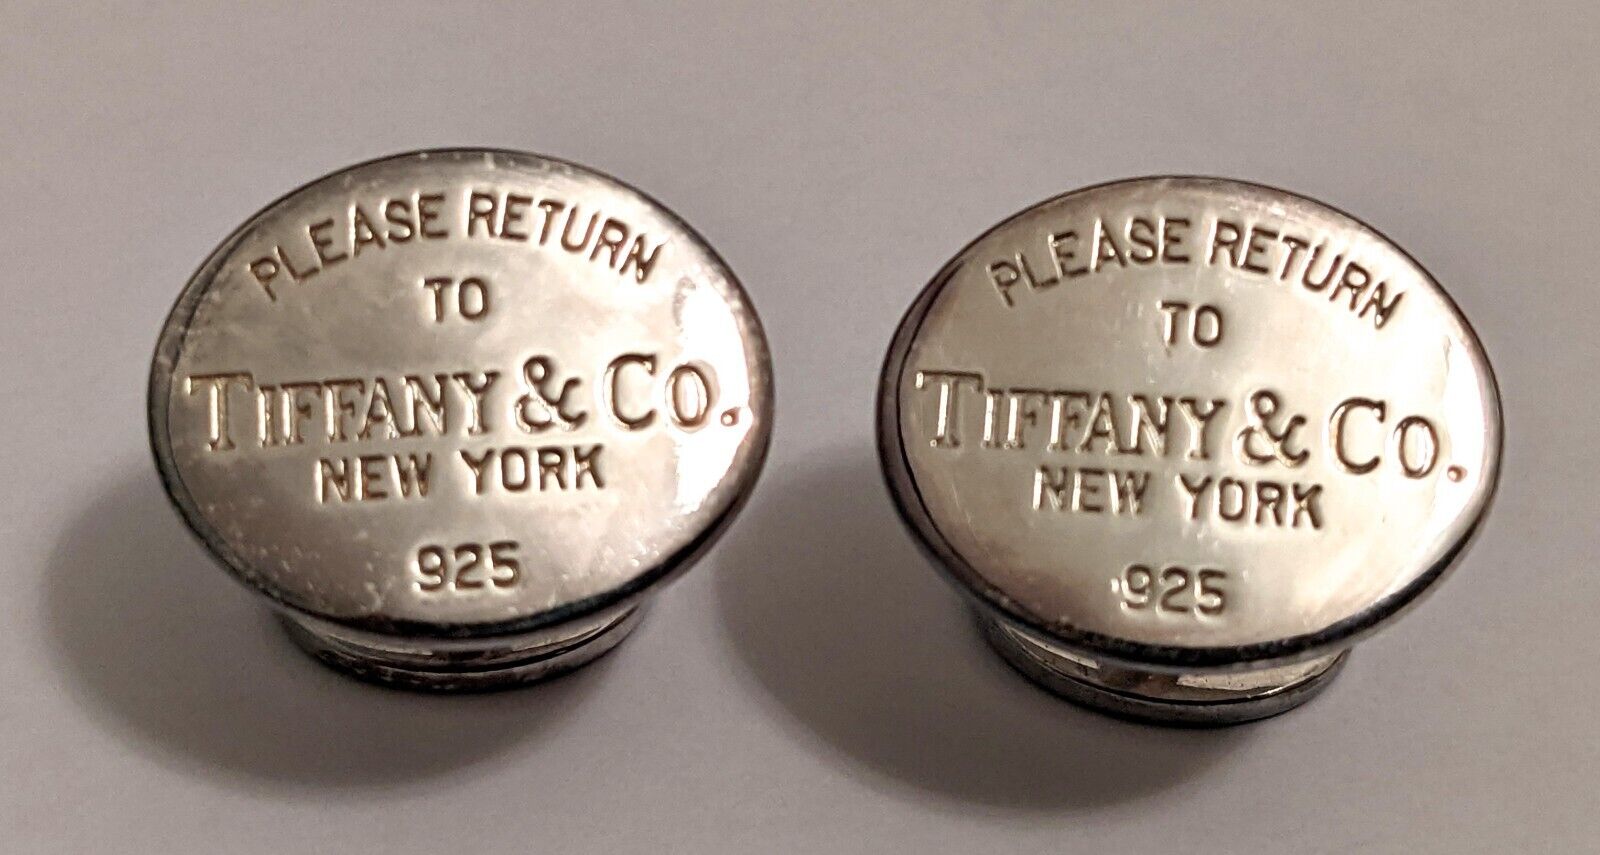 PLEASE RETURN
TO
TIFFANY & CO.
NEW YORK
925
PLEASE RETURN
TO
TIFFANY & CO.
NEW YORK
925